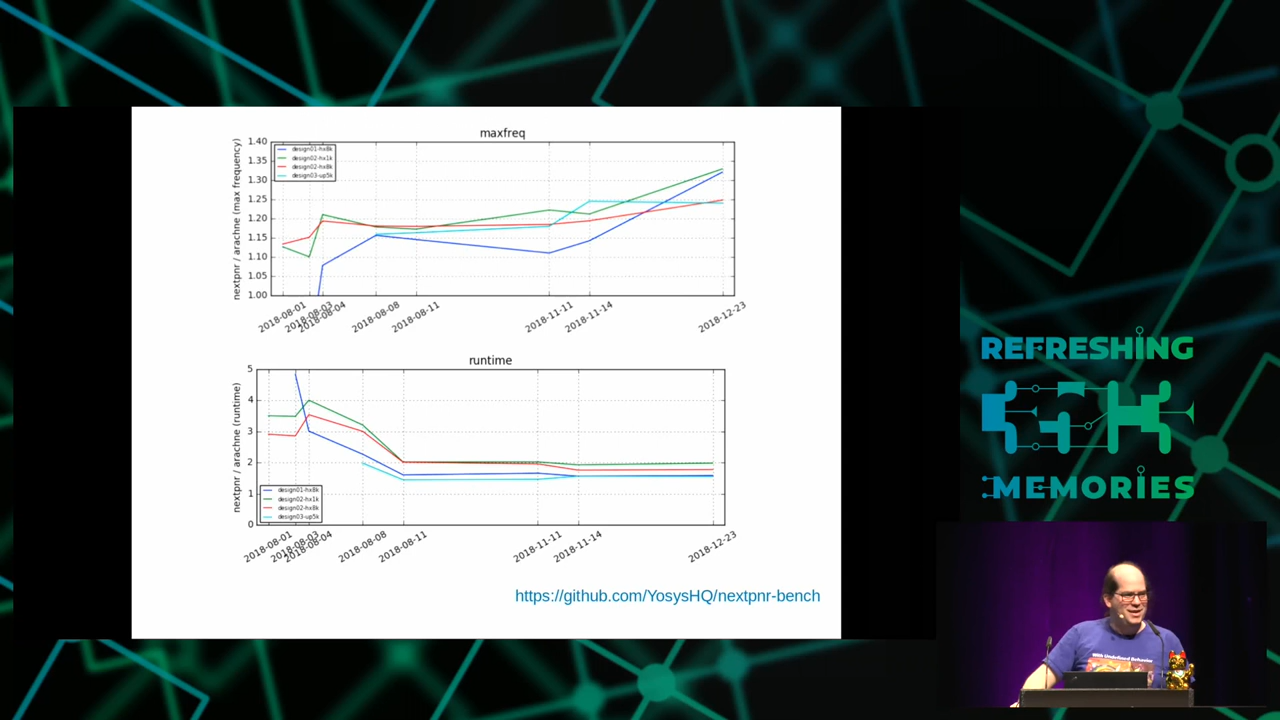 maxfreq
nextpnr / arachne (max frequency)
1.40
1.35
1.30
1.25
1.20
1.15
1.10
1.05
1.00
design01-hx8k
design02-hx1k
design02-hx8k
design03-up5k
2018-08-01
2018-08-03
2018-08-04
2018-08-08
2018-08-11
2018-11-11
2018-11-14
2018-12-23
runtime
nextpnr / arachne (runtime)
5
4
3
2
1
0
design01-hx8k
design02-hx1k
design02-hx8k
design03-up5k
2018-08-01
2018-08-03
2018-08-04
2018-08-08
2018-08-11
2018-11-11
2018-11-14
2018-12-23
https://github.com/YosysHQ/nextpnr-bench
REFRESHING
:MEMORIES
With Undefined Behavior